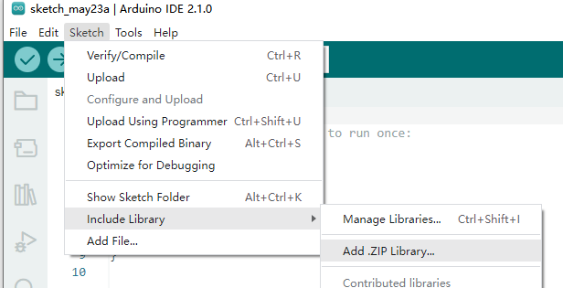 sketch_may23a | Arduino IDE 2.1.0
File Edit Sketch Tools Help
Verify/Compile Ctrl+R
Upload Ctrl+U
Configure and Upload
Upload Using Programmer Ctrl+Shift+U
to run once:
Export Compiled Binary Alt+Ctrl+S
Optimize for Debugging
Show Sketch Folder Alt+Ctrl+K
Include Library
Manage Libraries... Ctrl+Shift+I
Add File...
Add .ZIP Library...
10 }
Contributed libraries